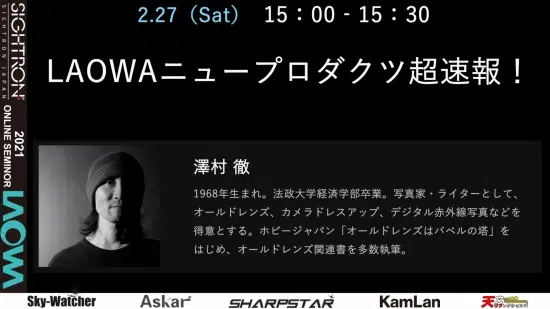 2.27（Sat） 15：00 - 15：30
LAOWAニュープロダクツ超速報！
SIGHTRON
SIGHTRON JAPAN
2021
ONLINE SEMINOR
LAOWA
澤村 徹
1968年生まれ。法政大学経済学部卒業。写真家・ライターとして、
オールドレンズ、カメラドレスアップ、デジタル赤外線写真などを
得意とする。ホビージャパン「オールドレンズはバベルの塔」を
はじめ、オールドレンズ関連書を多数執筆。
Sky-Watcher Askar SHARPSTAR KamLan